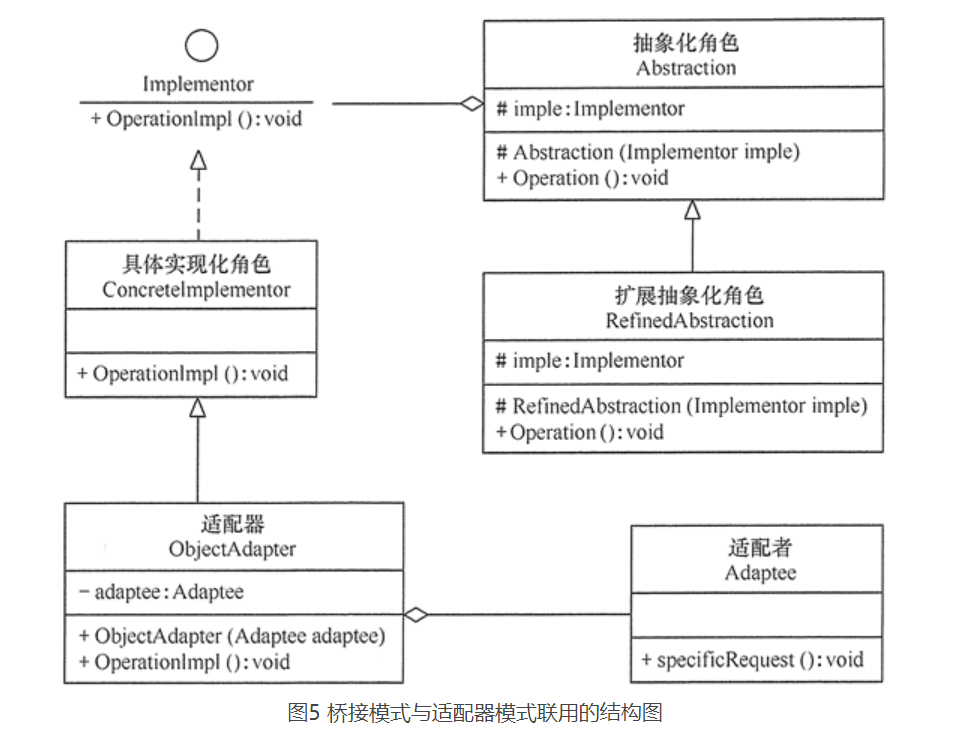 Implementor
+ OperationImpl ( ) : void
抽象化角色
Abstraction
# imple : Implementor
# Abstraction (Implementor imple)
+ Operation ( ) : void
具体实现化角色
ConcreteImplementor
+ OperationImpl ( ) : void
扩展抽象化角色
RefinedAbstraction
# imple : Implementor
# RefinedAbstraction (Implementor imple)
+ Operation ( ) : void
适配器
ObjectAdapter
- adaptee : Adaptee
+ ObjectAdapter (Adaptee adaptee)
+ OperationImpl ( ) : void
适配者
Adaptee
+ specificRequest ( ) : void
图5 桥接模式与适配器模式联用的结构图